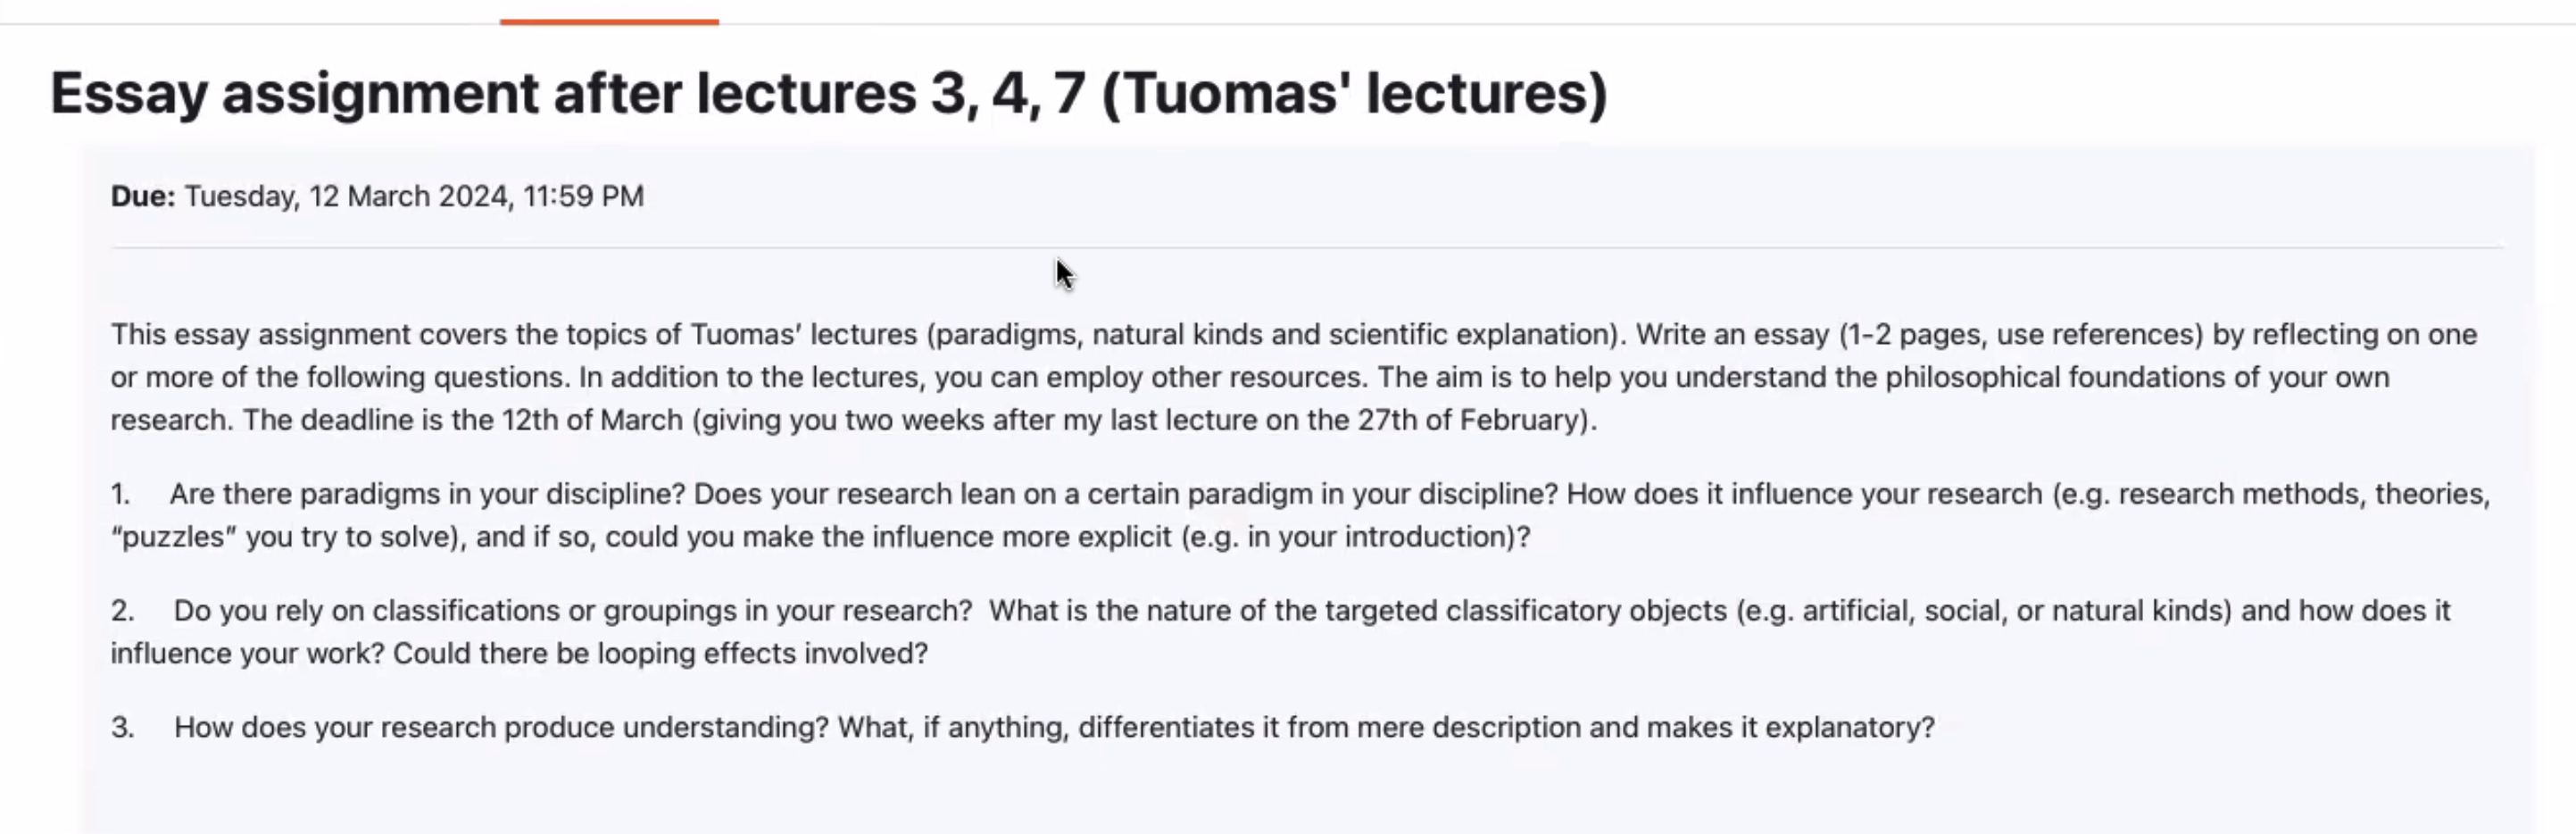 Essay assignment after lectures 3, 4, 7 (Tuomas' lectures)
Due: Tuesday, 12 March 2024, 11:59 PM
This essay assignment covers the topics of Tuomas’ lectures (paradigms, natural kinds and scientific explanation). Write an essay (1-2 pages, use references) by reflecting on one
or more of the following questions. In addition to the lectures, you can employ other resources. The aim is to help you understand the philosophical foundations of your own
research. The deadline is the 12th of March (giving you two weeks after my last lecture on the 27th of February).
1. Are there paradigms in your discipline? Does your research lean on a certain paradigm in your discipline? How does it influence your research (e.g. research methods, theories,
“puzzles” you try to solve), and if so, could you make the influence more explicit (e.g. in your introduction)?
2. Do you rely on classifications or groupings in your research? What is the nature of the targeted classificatory objects (e.g. artificial, social, or natural kinds) and how does it
influence your work? Could there be looping effects involved?
3. How does your research produce understanding? What, if anything, differentiates it from mere description and makes it explanatory?